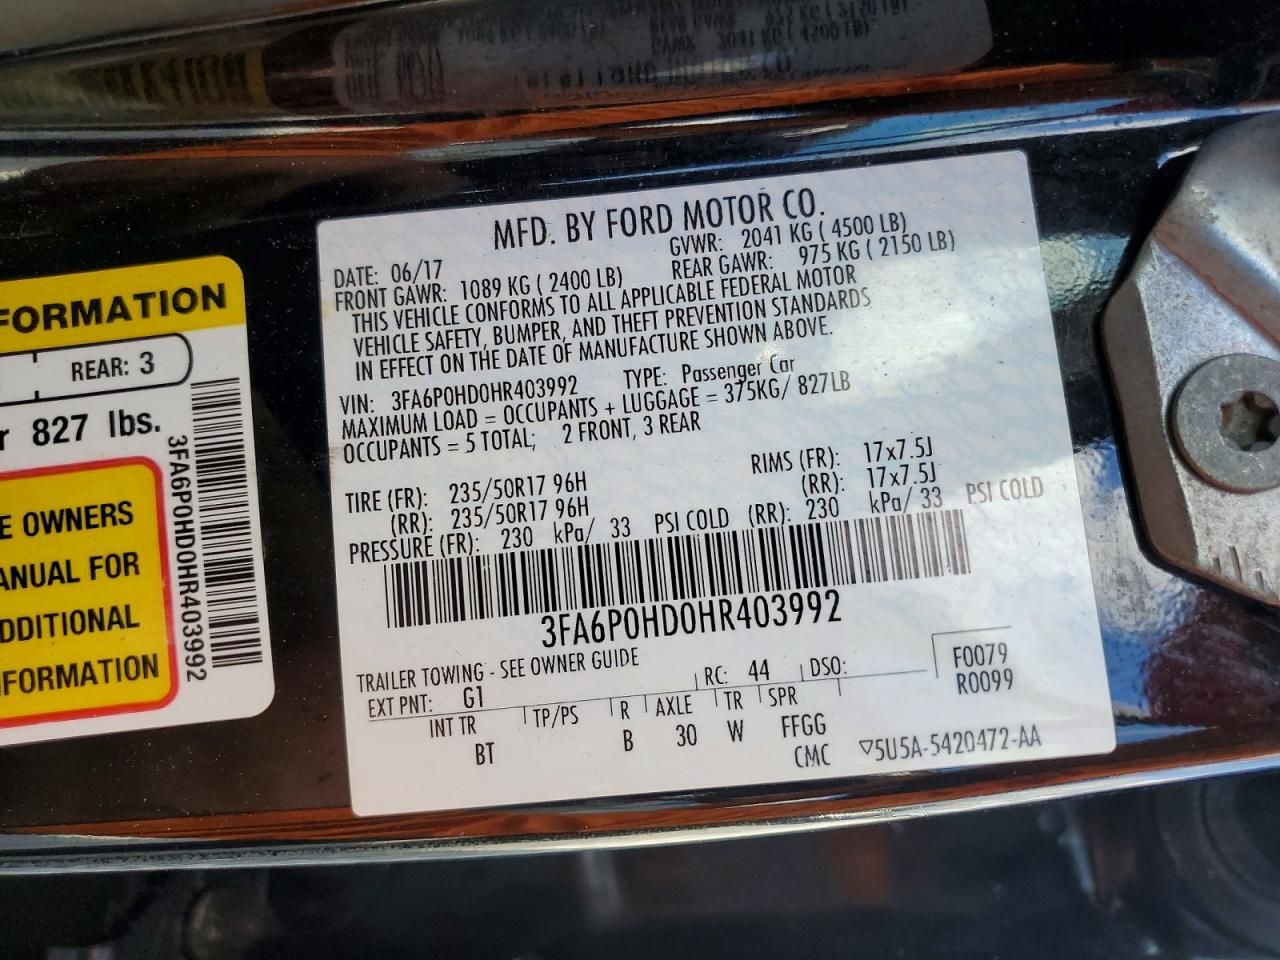 MFD. BY FORD MOTOR CO.
DATE: 06/17 GVWR: 2041 KG ( 4500 LB)
FRONT GAWR: 1089 KG ( 2400 LB) REAR GAWR: 975 KG ( 2150 LB)
THIS VEHICLE CONFORMS TO ALL APPLICABLE FEDERAL MOTOR
VEHICLE SAFETY, BUMPER, AND THEFT PREVENTION STANDARDS
IN EFFECT ON THE DATE OF MANUFACTURE SHOWN ABOVE.
VIN: 3FA6P0HD0HR403992 TYPE: Passenger Car
MAXIMUM LOAD = OCCUPANTS + LUGGAGE = 375KG/ 827LB
OCCUPANTS = 5 TOTAL; 2 FRONT, 3 REAR
TIRE (FR): 235/50R17 96H RIMS (FR): 17x7.5J
(RR): 235/50R17 96H (RR): 17x7.5J
PRESSURE (FR): 230 kPa/ 33 PSI COLD (RR): 230 kPa/ 33 PSI COLD
3FA6P0HD0HR403992
TRAILER TOWING - SEE OWNER GUIDE
EXT PNT: G1 RC: 44 DSO: F0079
R0099
INT TR TP/PS R AXLE TR SPR
BT B 30 W FFGG
CMC ▽5U5A-5420472-AA
FORMATION
REAR: 3
r 827 lbs.
E OWNERS
ANUAL FOR
DDITIONAL
FORMATION
3FA6P0HD0HR403992